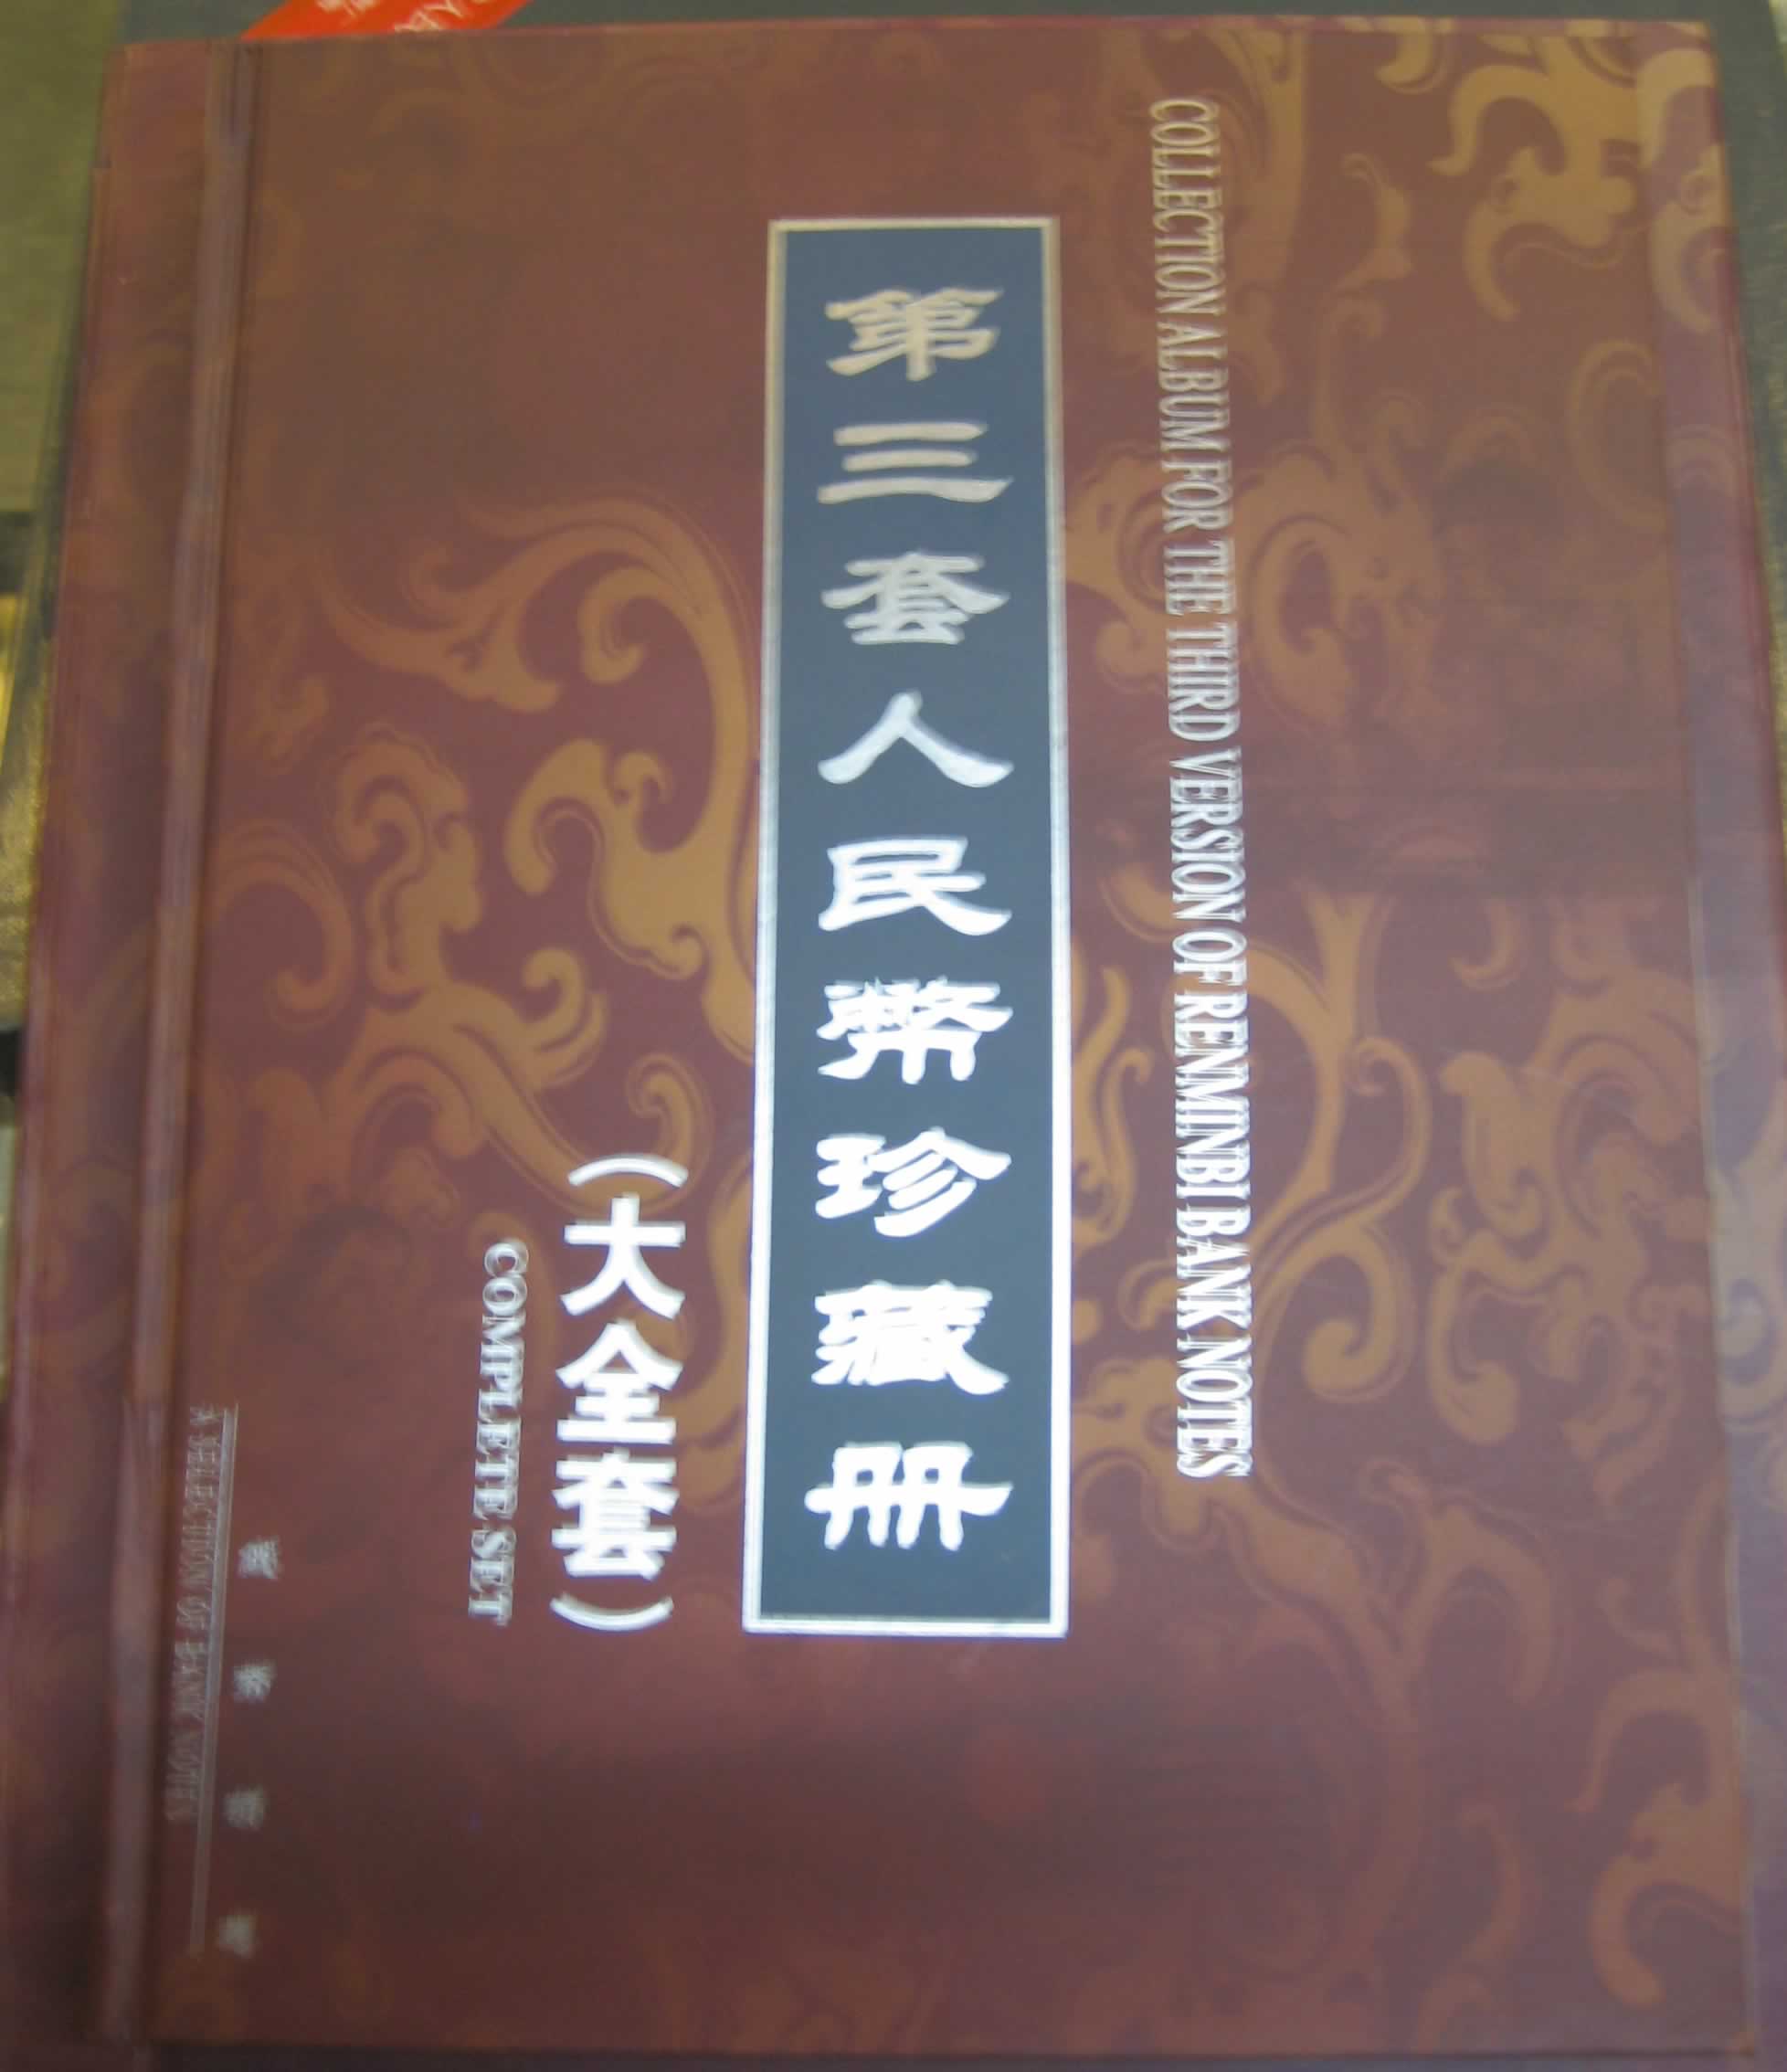 COLLECTION ALBUM FOR THE THIRD VERSION OF RENMINBI BANK NOTES
第三套人民幣珍藏册
（大全套）
COMPLETE SET
A SELECTION OF BANK NOTES